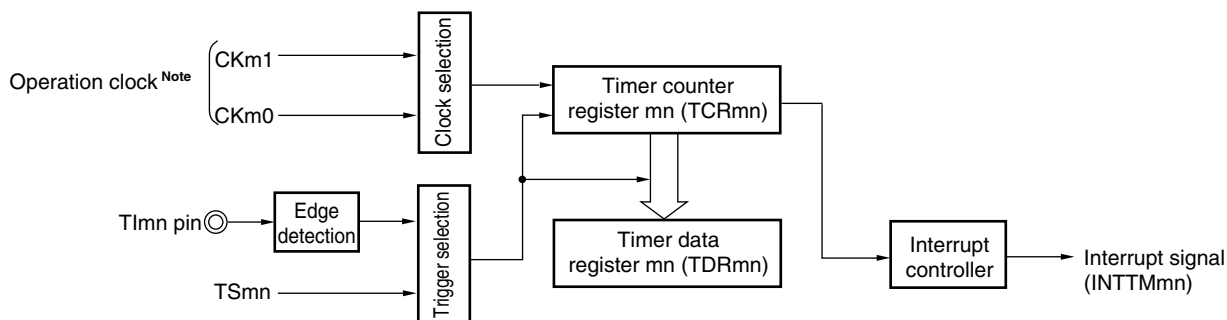 Operation clock Note
CKm1
CKm0
Clock selection
Timer counter
register mn (TCRmn)
TImn pin
Edge
detection
TSmn
Trigger selection
Timer data
register mn (TDRmn)
Interrupt
controller
Interrupt signal
(INTTMmn)